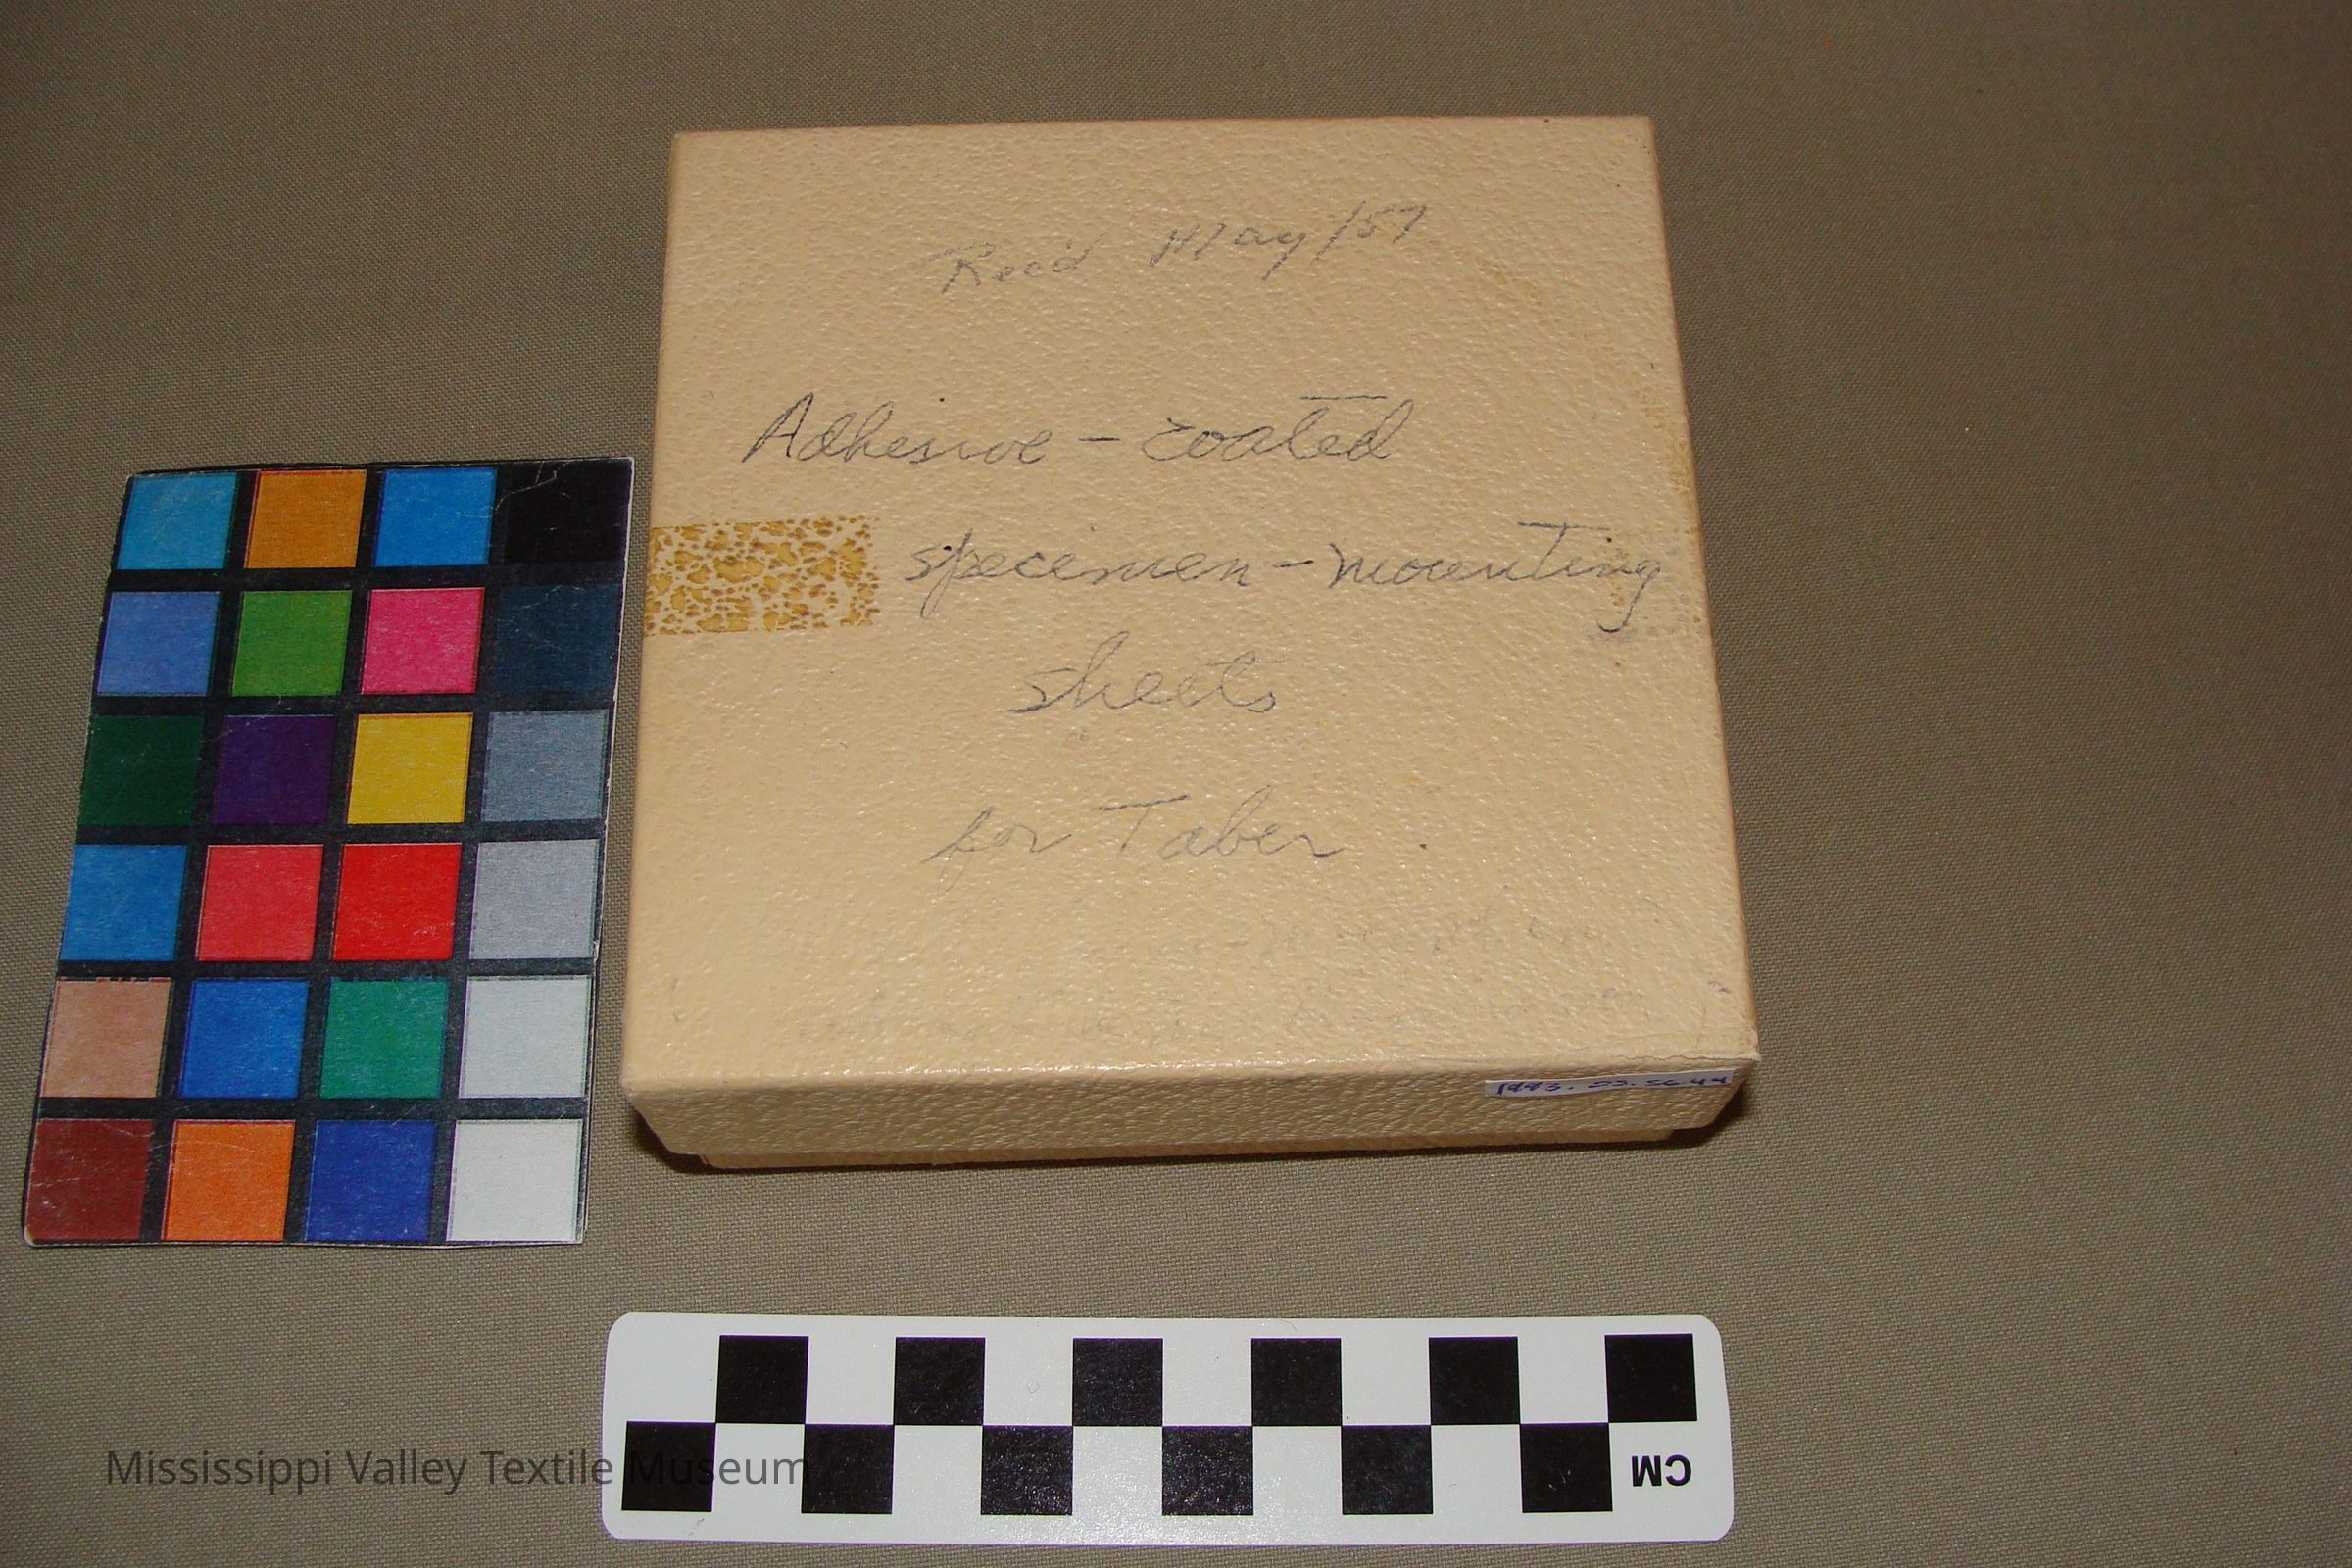 Rec'd May/57
Adhesive-coated
specimen-mounting
sheets
for Taber.
CM
Mississippi Valley Textile Museum